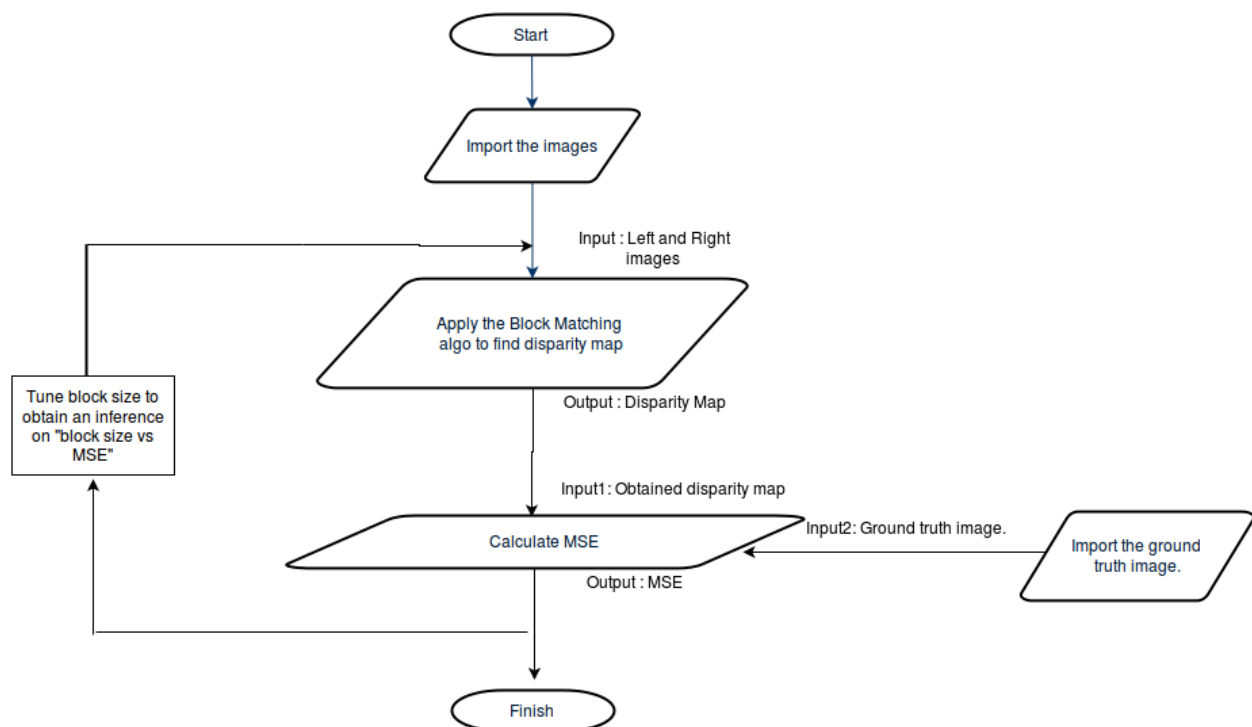 Start
Import the images
Input : Left and Right
images
Apply the Block Matching
algo to find disparity map
Output : Disparity Map
Tune block size to
obtain an inference
on "block size vs
MSE"
Input1: Obtained disparity map
Calculate MSE
Input2: Ground truth image.
Import the ground
truth image.
Output : MSE
Finish